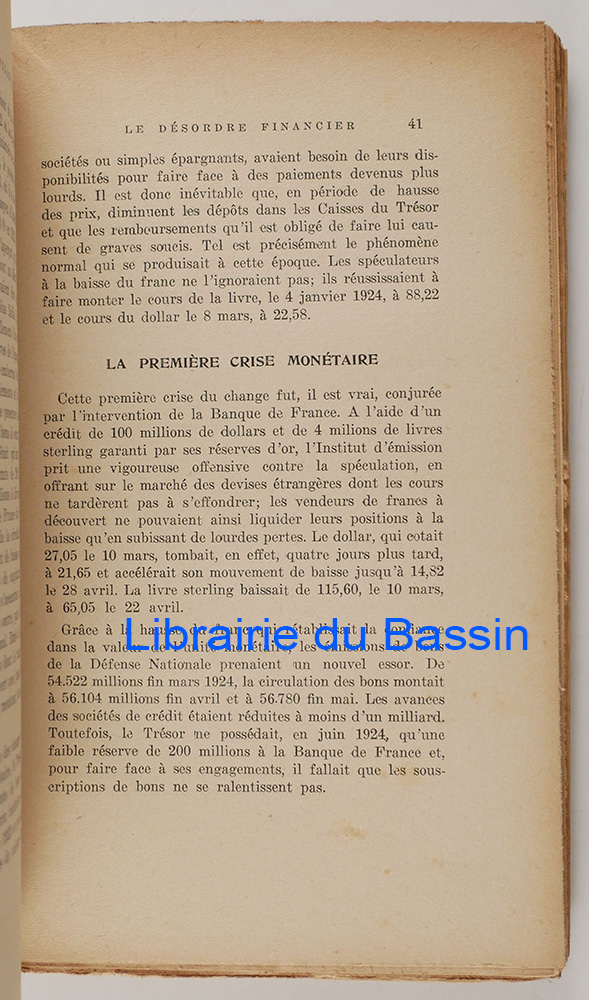 LE DÉSORDRE FINANCIER 41
sociétés ou simples épargnants, avaient besoin de leurs dis-
ponibilités pour faire face à des paiements devenus plus
lourds. Il est donc inévitable que, en période de hausse
des prix, diminuent les dépôts dans les Caisses du Trésor
et que les remboursements qu'il est obligé de faire lui cau-
sent de graves soucis. Tel est précisément le phénomène
normal qui se produisait à cette époque. Les spéculateurs
à la baisse du franc ne l'ignoraient pas; ils réussissaient à
faire monter le cours de la livre, le 4 janvier 1924, à 88,22
et le cours du dollar le 8 mars, à 22,58.
LA PREMIÈRE CRISE MONÉTAIRE
Cette première crise du change fut, il est vrai, conjurée
par l'intervention de la Banque de France. A l'aide d'un
crédit de 100 millions de dollars et de 4 milions de livres
sterling garanti par ses réserves d'or, l'Institut d'émission
prit une vigoureuse offensive contre la spéculation, en
offrant sur le marché des devises étrangères dont les cours
ne tardèrent pas à s'effondrer; les vendeurs de francs à
découvert ne pouvaient ainsi liquider leurs positions à la
baisse qu'en subissant de lourdes pertes. Le dollar, qui cotait
27,05 le 10 mars, tombait, en effet, quatre jours plus tard,
à 21,65 et accélérait son mouvement de baisse jusqu'à 14,82
le 28 avril. La livre sterling baissait de 115,60, le 10 mars,
à 65,05 le 22 avril.
Grâce à la hausse du franc qui rétablissait la confiance
dans la valeur de l'unité monétaire, les émissions de bons
de la Défense Nationale prenaient un nouvel essor. De
54.522 millions fin mars 1924, la circulation des bons montait
à 56.104 millions fin avril et à 56.780 fin mai. Les avances
des sociétés de crédit étaient réduites à moins d'un milliard.
Toutefois, le Trésor ne possédait, en juin 1924, qu'une
faible réserve de 200 millions à la Banque de France et,
pour faire face à ses engagements, il fallait que les sous-
criptions de bons ne se ralentissent pas.
Librairie du Bassin